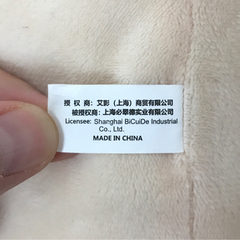 授 权 商：艾影（上海）商贸有限公司
被授权商：上海必翠德实业有限公司
Licensee: Shanghai BiCuiDe Industrial
Co., Ltd.
MADE IN CHINA